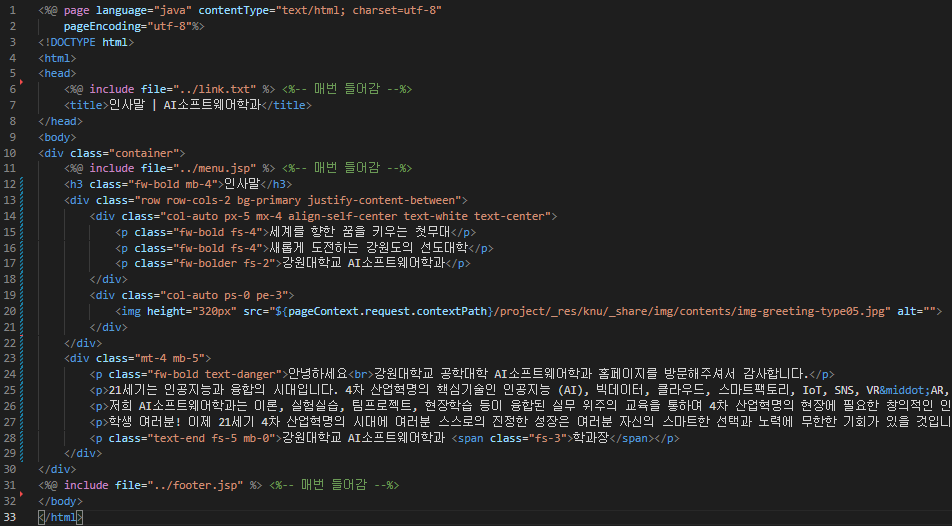 1 <%@ page language="java" contentType="text/html; charset=utf-8"
2 pageEncoding="utf-8"%>
3 <!DOCTYPE html>
4 <html>
5 <head>
6 <%@ include file="../link.txt" %> <%-- 매번 들어감 --%>
7 <title>인사말 | AI소프트웨어학과</title>
8 </head>
9 <body>
10 <div class="container">
11 <%@ include file="../menu.jsp" %> <%-- 매번 들어감 --%>
12 <h3 class="fw-bold mb-4">인사말</h3>
13 <div class="row row-cols-2 bg-primary justify-content-between">
14 <div class="col-auto px-5 mx-4 align-self-center text-white text-center">
15 <p class="fw-bold fs-4">세계를 향한 꿈을 키우는 첫무대</p>
16 <p class="fw-bold fs-4">새롭게 도전하는 강원도의 선도대학</p>
17 <p class="fw-bolder fs-2">강원대학교 AI소프트웨어학과</p>
18 </div>
19 <div class="col-auto ps-0 pe-3">
20 <img height="320px" src="${pageContext.request.contextPath}/project/_res/knu/_share/img/contents/img-greeting-type05.jpg" alt="">
21 </div>
22 </div>
23 <div class="mt-4 mb-5">
24 <p class="fw-bold text-danger">안녕하세요<br>강원대학교 공학대학 AI소프트웨어학과 홈페이지를 방문해주셔서 감사합니다.</p>
25 <p>21세기는 인공지능과 융합의 시대입니다. 4차 산업혁명의 핵심기술인 인공지능 (AI), 빅데이터, 클라우드, 스마트팩토리, IoT, SNS, VR&middot;AR,
26 <p>저희 AI소프트웨어학과는 이론, 실험실습, 팀프로젝트, 현장학습 등이 융합된 실무 위주의 교육을 통하여 4차 산업혁명의 현장에 필요한 창의적인 인
27 <p>학생 여러분! 이제 21세기 4차 산업혁명의 시대에 여러분 스스로의 진정한 성장은 여러분 자신의 스마트한 선택과 노력에 무한한 기회가 있을 것입니
28 <p class="text-end fs-5 mb-0">강원대학교 AI소프트웨어학과 <span class="fs-3">학과장</span></p>
29 </div>
30 </div>
31 <%@ include file="../footer.jsp" %> <%-- 매번 들어감 --%>
32 </body>
33 </html>